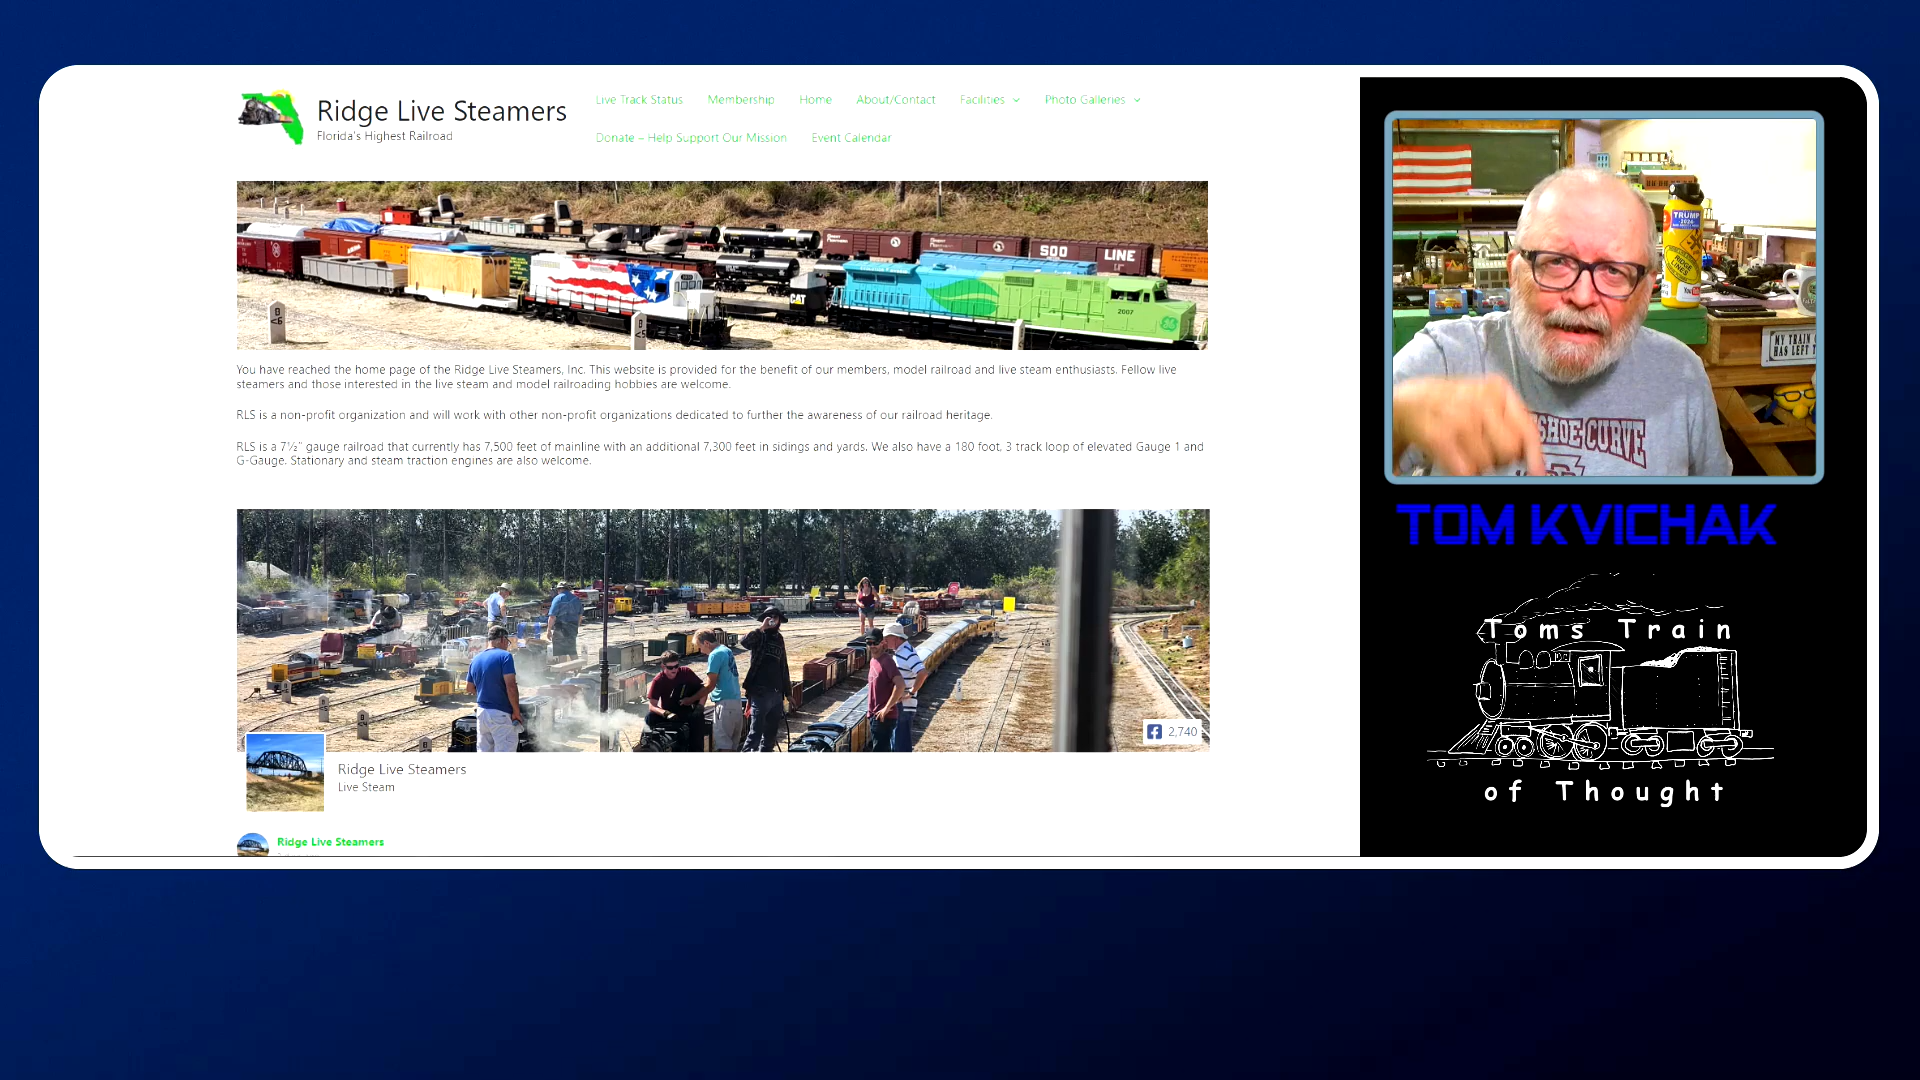 Ridge Live Steamers
Florida's Highest Railroad
Live Track Status Membership Home About/Contact Facilities Photo Galleries
Donate – Help Support Our Mission Event Calendar
SOO LINE
CAT
2007
You have reached the home page of the Ridge Live Steamers, Inc. This website is provided for the benefit of our members, model railroad and live steam enthusiasts. Fellow live
steamers and those interested in the live steam and model railroading hobbies are welcome.
RLS is a non-profit organization and will work with other non-profit organizations dedicated to further the awareness of our railroad heritage.
RLS is a 7½" gauge railroad that currently has 7,500 feet of mainline with an additional 7,300 feet in sidings and yards. We also have a 180 foot, 3 track loop of elevated Gauge 1 and
G-Gauge. Stationary and steam traction engines are also welcome.
2,740
Ridge Live Steamers
Live Steam
Ridge Live Steamers
TRUMP
2024
RIDGE
LINES
You
MY TRAIN
HAS LEFT T
SHOE CURVE
TOM KVICHAK
Toms Train
of Thought